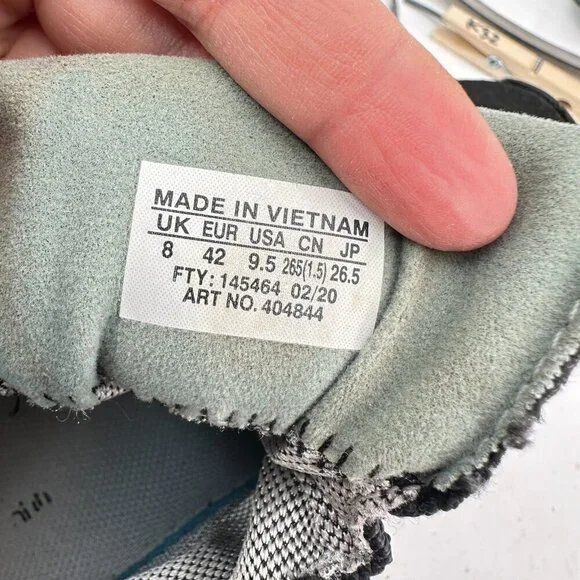 K32
MADE IN VIETNAM
UK EUR USA CN JP
8 42 9.5 265(1.5) 26.5
FTY: 145464 02/20
ART NO. 404844